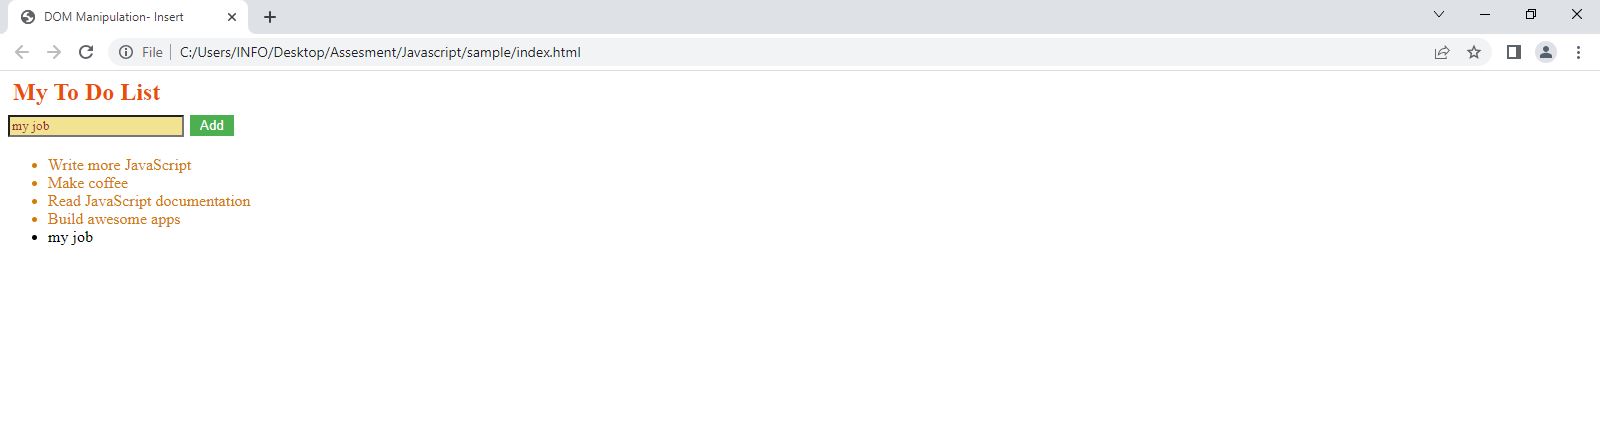 DOM Manipulation- Insert
File C:/Users/INFO/Desktop/Assesment/Javascript/sample/index.html
My To Do List
my job Add
Write more JavaScript
Make coffee
Read JavaScript documentation
Build awesome apps
my job